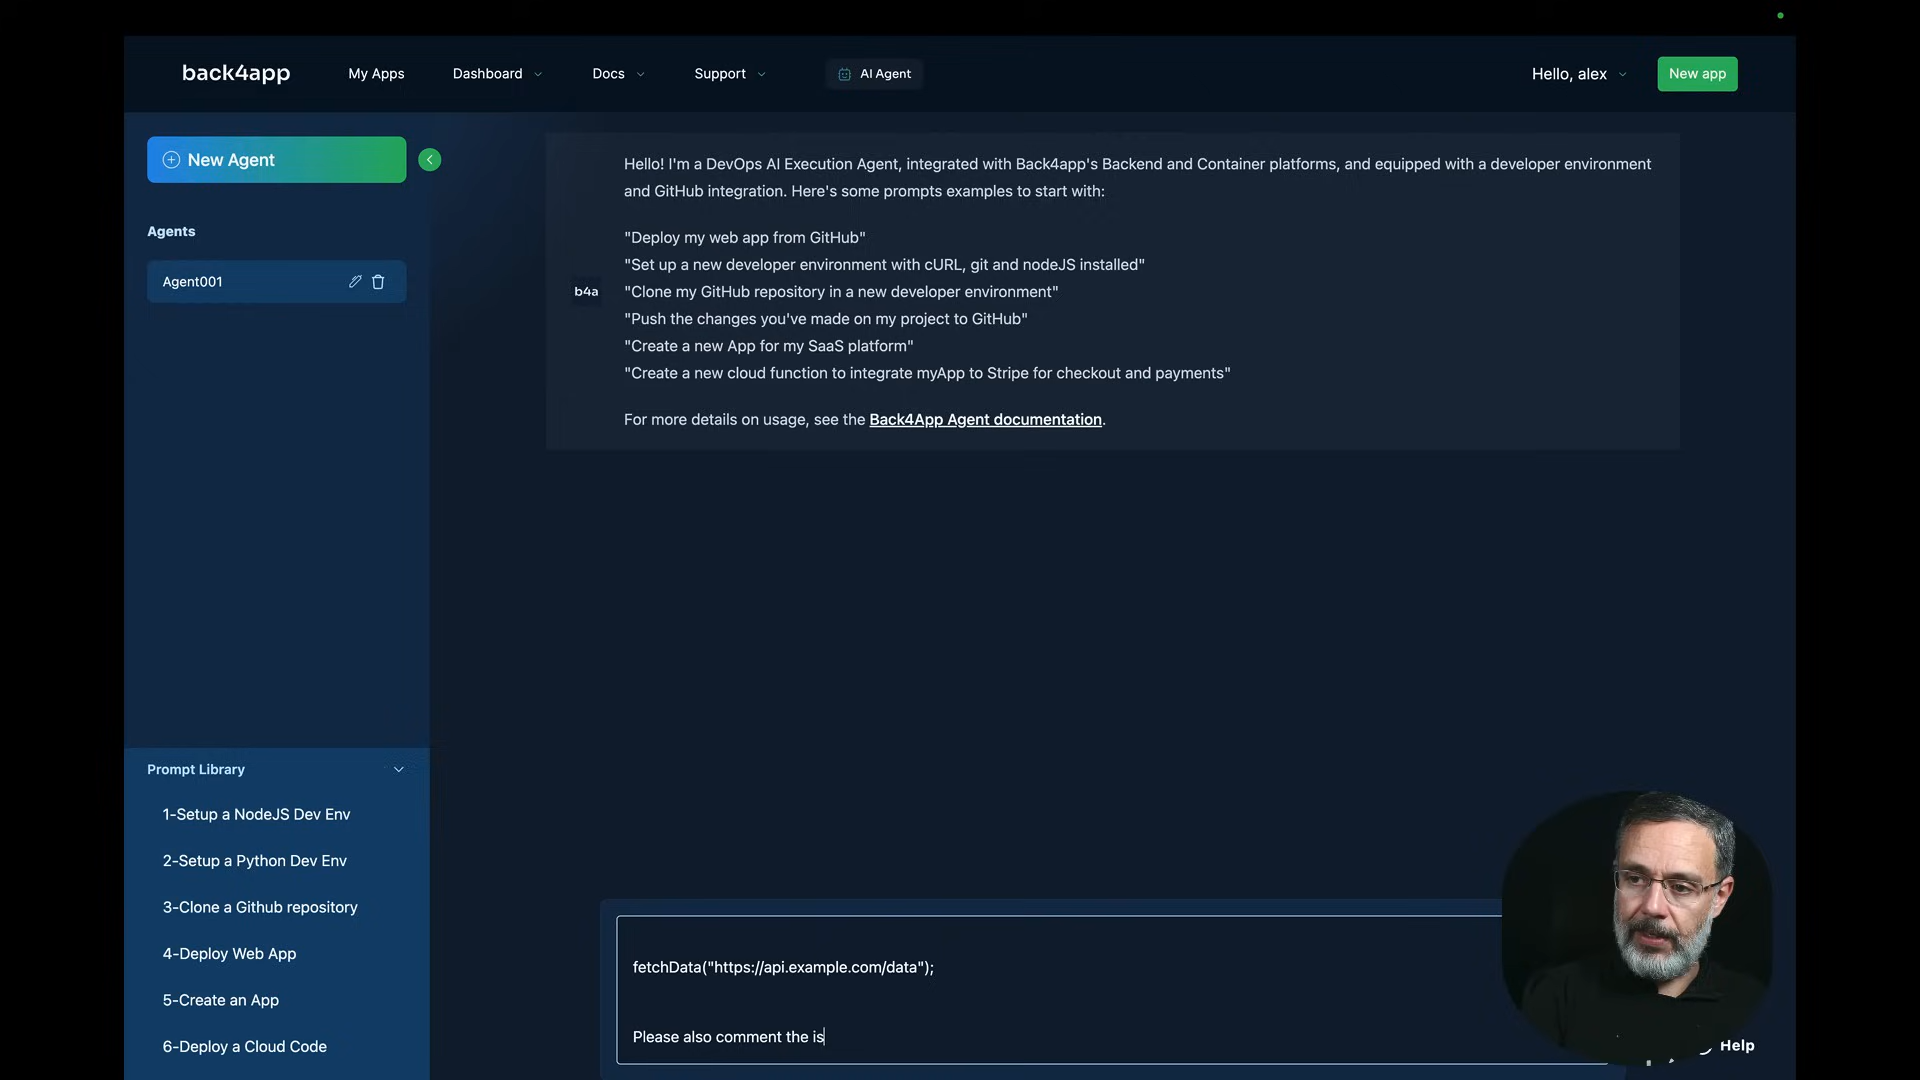 back4app
My Apps
Dashboard
Docs
Support
AI Agent
Hello, alex
New app
New Agent
Agents
Agent001
Hello! I'm a DevOps AI Execution Agent, integrated with Back4app's Backend and Container platforms, and equipped with a developer environment
and GitHub integration. Here's some prompts examples to start with:
"Deploy my web app from GitHub"
"Set up a new developer environment with cURL, git and nodeJS installed"
b4a
"Clone my GitHub repository in a new developer environment"
"Push the changes you've made on my project to GitHub"
"Create a new App for my SaaS platform"
"Create a new cloud function to integrate myApp to Stripe for checkout and payments"
For more details on usage, see the Back4App Agent documentation.
Prompt Library
1-Setup a NodeJS Dev Env
2-Setup a Python Dev Env
3-Clone a Github repository
4-Deploy Web App
5-Create an App
6-Deploy a Cloud Code
fetchData("https://api.example.com/data");
Please also comment the is
Help